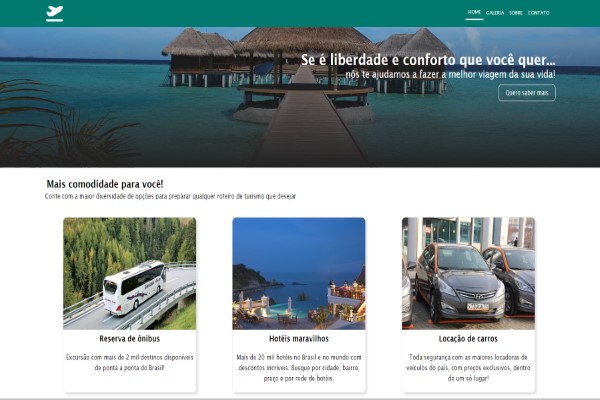 HOME GALERIA SOBRE CONTATO
Se é liberdade e conforto que você quer...
nós te ajudamos a fazer a melhor viagem da sua vida!
Quero saber mais
Mais comodidade para você!
Conte com a maior diversidade de opções para preparar qualquer roteiro de turismo que desejar
Reserva de ônibus
Excursão com mais de 2 mil destinos disponíveis
de ponta a ponta do Brasil!
Hotéis maravilhos
Mais de 20 mil hotéis no Brasil e no mundo com
descontos incríveis. Busque por cidade, bairro,
preço e por rede de hotéis.
Locação de carros
Toda segurança com as maiores locadoras de
veículos do país, com preços exclusivos, dentro
de um só lugar!